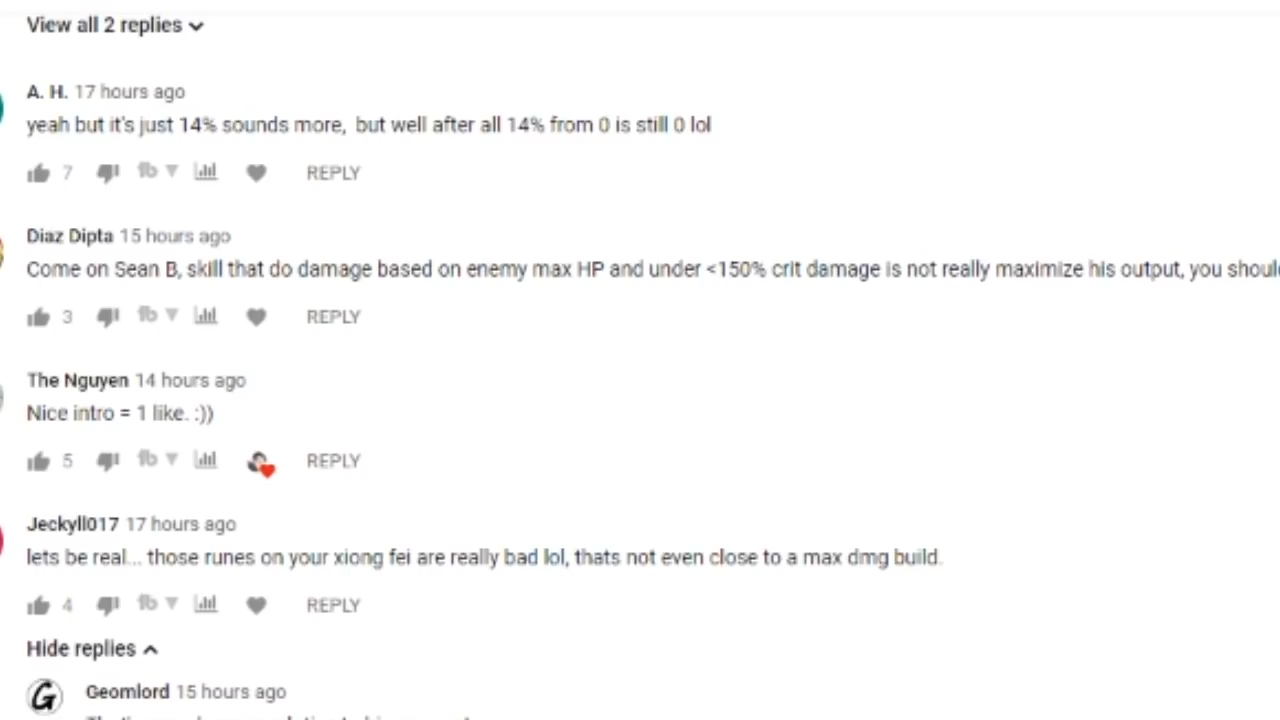 View all 2 replies
A. H. 17 hours ago
yeah but it's just 14% sounds more, but well after all 14% from 0 is still 0 lol
7 REPLY
Diaz Dipta 15 hours ago
Come on Sean B, skill that do damage based on enemy max HP and under <150% crit damage is not really maximize his output, you
3 REPLY
The Nguyen 14 hours ago
Nice intro = 1 like. :))
5 REPLY
Jeckyll017 17 hours ago
lets be real... those runes on your xiong fei are really bad lol, thats not even close to a max dmg build.
4 REPLY
Hide replies
G
Geomlord 15 hours ago